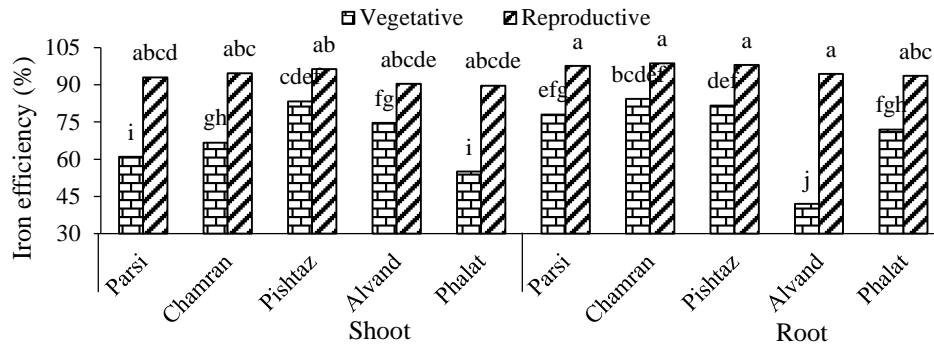 Vegetative Reproductive
Iron efficiency (%)
105
90
75
60
45
30
i abcd gh abc cdef ab fg abcde i abcde efg a bcdef a def a j a fgh abc
Parsi Chamran Pishtaz Alvand Phalat Parsi Chamran Pishtaz Alvand Phalat
Shoot Root